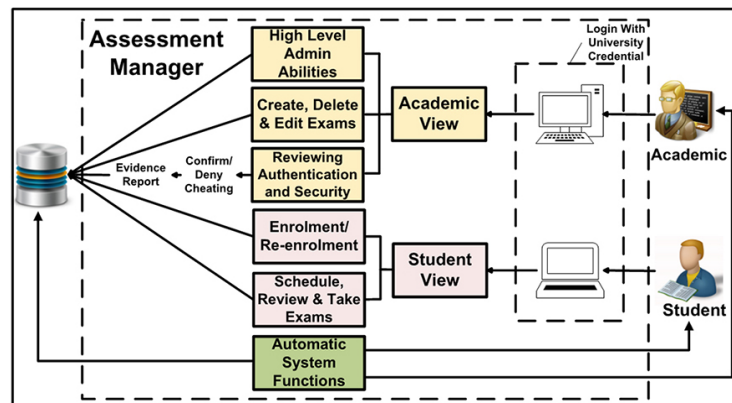 Assessment
Manager
High Level
Admin
Abilities
Login With
University
Credential
Create, Delete
& Edit Exams
Academic
View
Academic
Evidence
Report
Confirm/
Deny
Cheating
Reviewing
Authentication
and Security
Enrolment/
Re-enrolment
Student
View
Schedule,
Review & Take
Exams
Student
Automatic
System
Functions